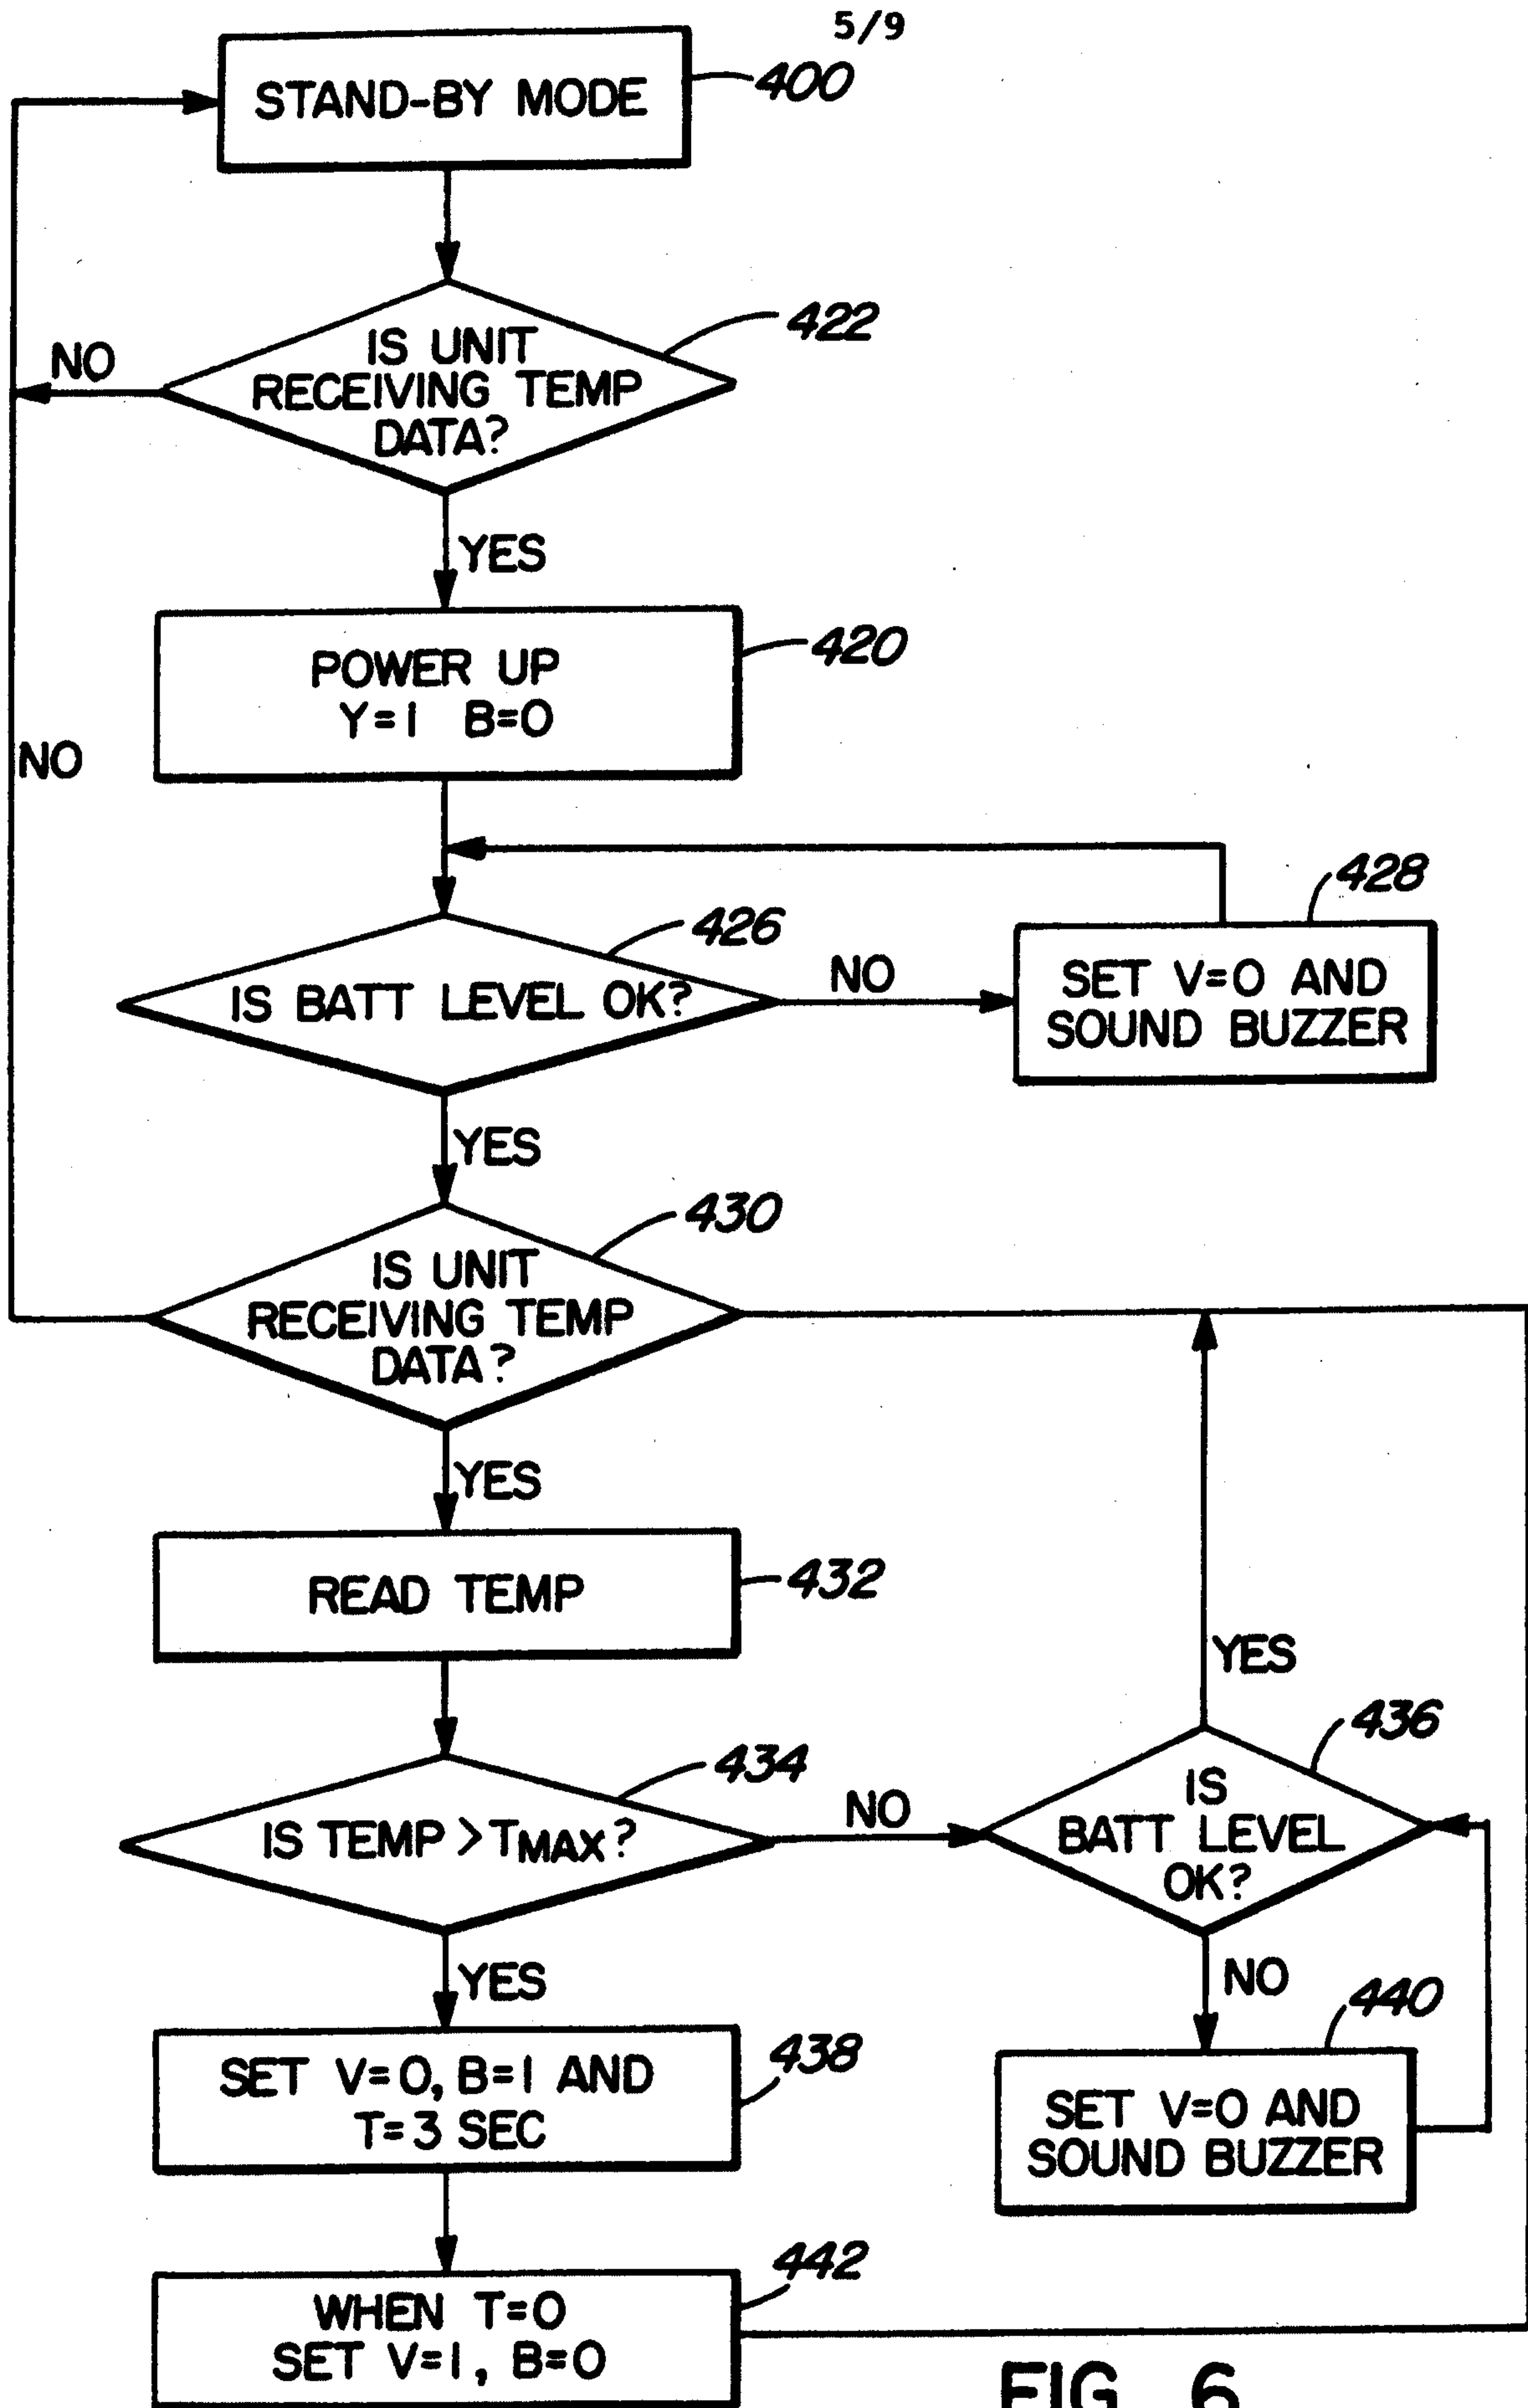 5/9
STAND-BY MODE
400
IS UNIT
RECEIVING TEMP
DATA?
422
NO
YES
POWER UP
Y=1 B=0
420
NO
IS BATT LEVEL OK?
426
NO
SET V=0 AND
SOUND BUZZER
428
YES
IS UNIT
RECEIVING TEMP
DATA?
430
YES
READ TEMP
432
IS TEMP > TMAX?
434
NO
IS
BATT LEVEL
OK?
436
YES
NO
YES
SET V=0, B=1 AND
T=3 SEC
438
SET V=0 AND
SOUND BUZZER
440
WHEN T=0
SET V=1, B=0
442
FIG. 6